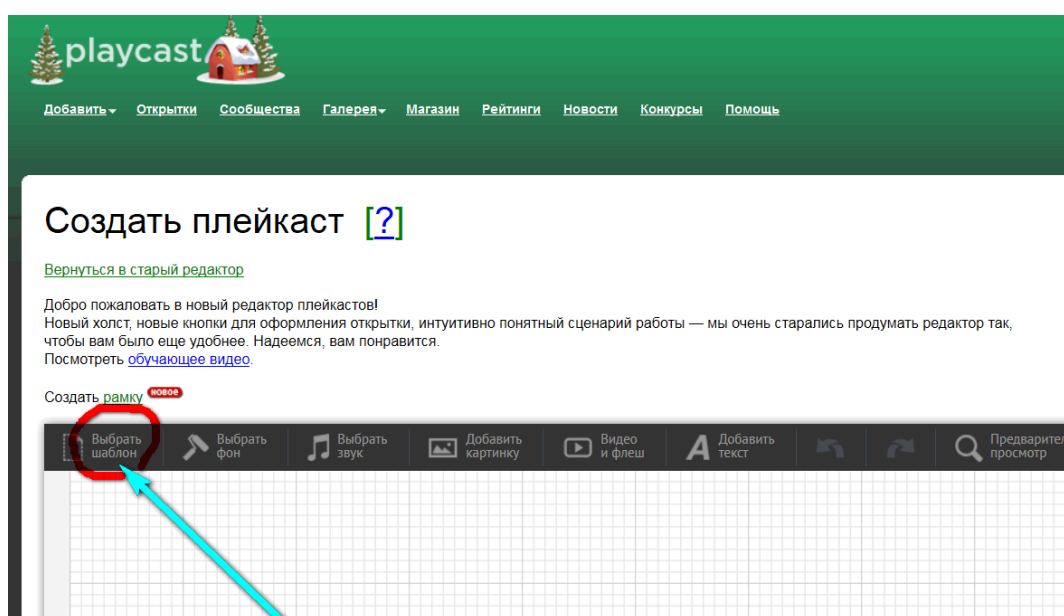 playcast
Добавить Открытки Сообщества Галерея Магазин Рейтинги Новости Конкурсы Помощь
Создать плейкаст [?]
Вернуться в старый редактор
Добро пожаловать в новый редактор плейкастов!
Новый холст, новые кнопки для оформления открытки, интуитивно понятный сценарий работы — мы очень старались продумать редактор так,
чтобы вам было еще удобнее. Надеемся, вам понравится.
Посмотреть обучающее видео.
Создать рамку новое
Выбрать
шаблон
Выбрать
фон
Выбрать
звук
Добавить
картинку
Видео
и флеш
Добавить
текст
Предварител
просмотр